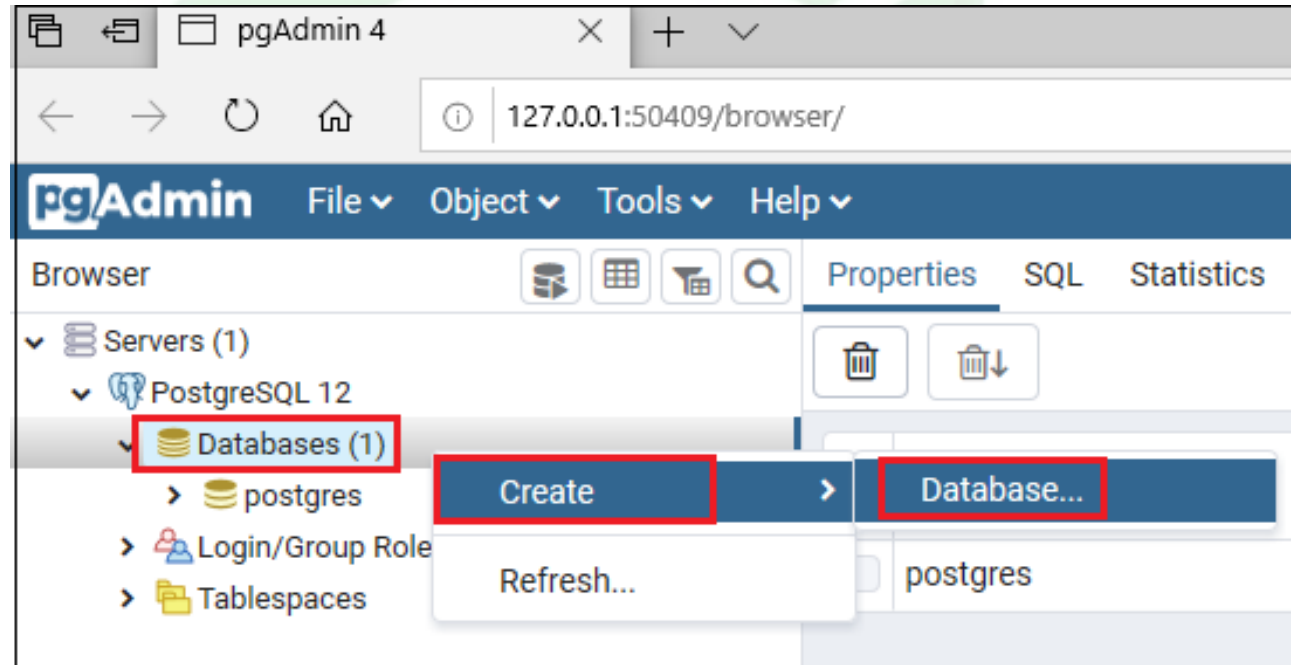 pgAdmin 4
127.0.0.1:50409/browser/
pgAdmin File Object Tools Help
Browser
Properties SQL Statistics
Servers (1)
PostgreSQL 12
Databases (1)
postgres
Create
Database...
Login/Group Role
Refresh...
postgres
Tablespaces